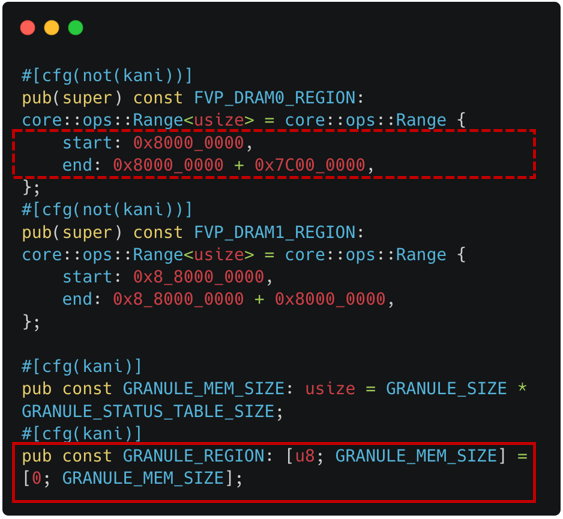 #[cfg(not(kani))]
pub(super) const FVP_DRAM0_REGION:
core::ops::Range<usize> = core::ops::Range {
    start: 0x8000_0000,
    end: 0x8000_0000 + 0x7C00_0000,
};
#[cfg(not(kani))]
pub(super) const FVP_DRAM1_REGION:
core::ops::Range<usize> = core::ops::Range {
    start: 0x8_8000_0000,
    end: 0x8_8000_0000 + 0x8000_0000,
};

#[cfg(kani)]
pub const GRANULE_MEM_SIZE: usize = GRANULE_SIZE *
GRANULE_STATUS_TABLE_SIZE;
#[cfg(kani)]
pub const GRANULE_REGION: [u8; GRANULE_MEM_SIZE] =
[0; GRANULE_MEM_SIZE];